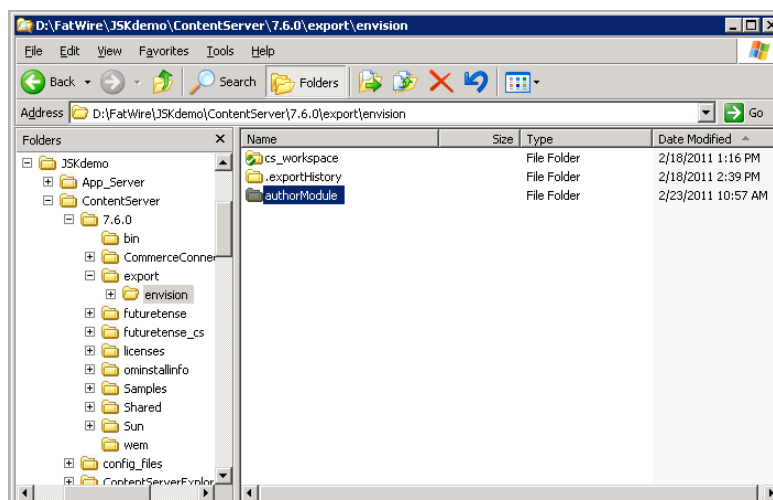 D:\FatWire\JSKdemo\ContentServer\7.6.0\export\envision
File Edit View Favorites Tools Help
Back Search Folders
Address D:\FatWire\JSKdemo\ContentServer\7.6.0\export\envision Go
Folders
JSKdemo
App_Server
ContentServer
7.6.0
bin
CommerceConne
export
envision
futuretense
futuretense_cs
licenses
ominstallinfo
Samples
Shared
Sun
wem
config_files
ContentServerExplor
Name Size Type Date Modified
cs_workspace File Folder 2/18/2011 1:16 PM
.exportHistory File Folder 2/18/2011 2:39 PM
authorModule File Folder 2/23/2011 10:57 AM